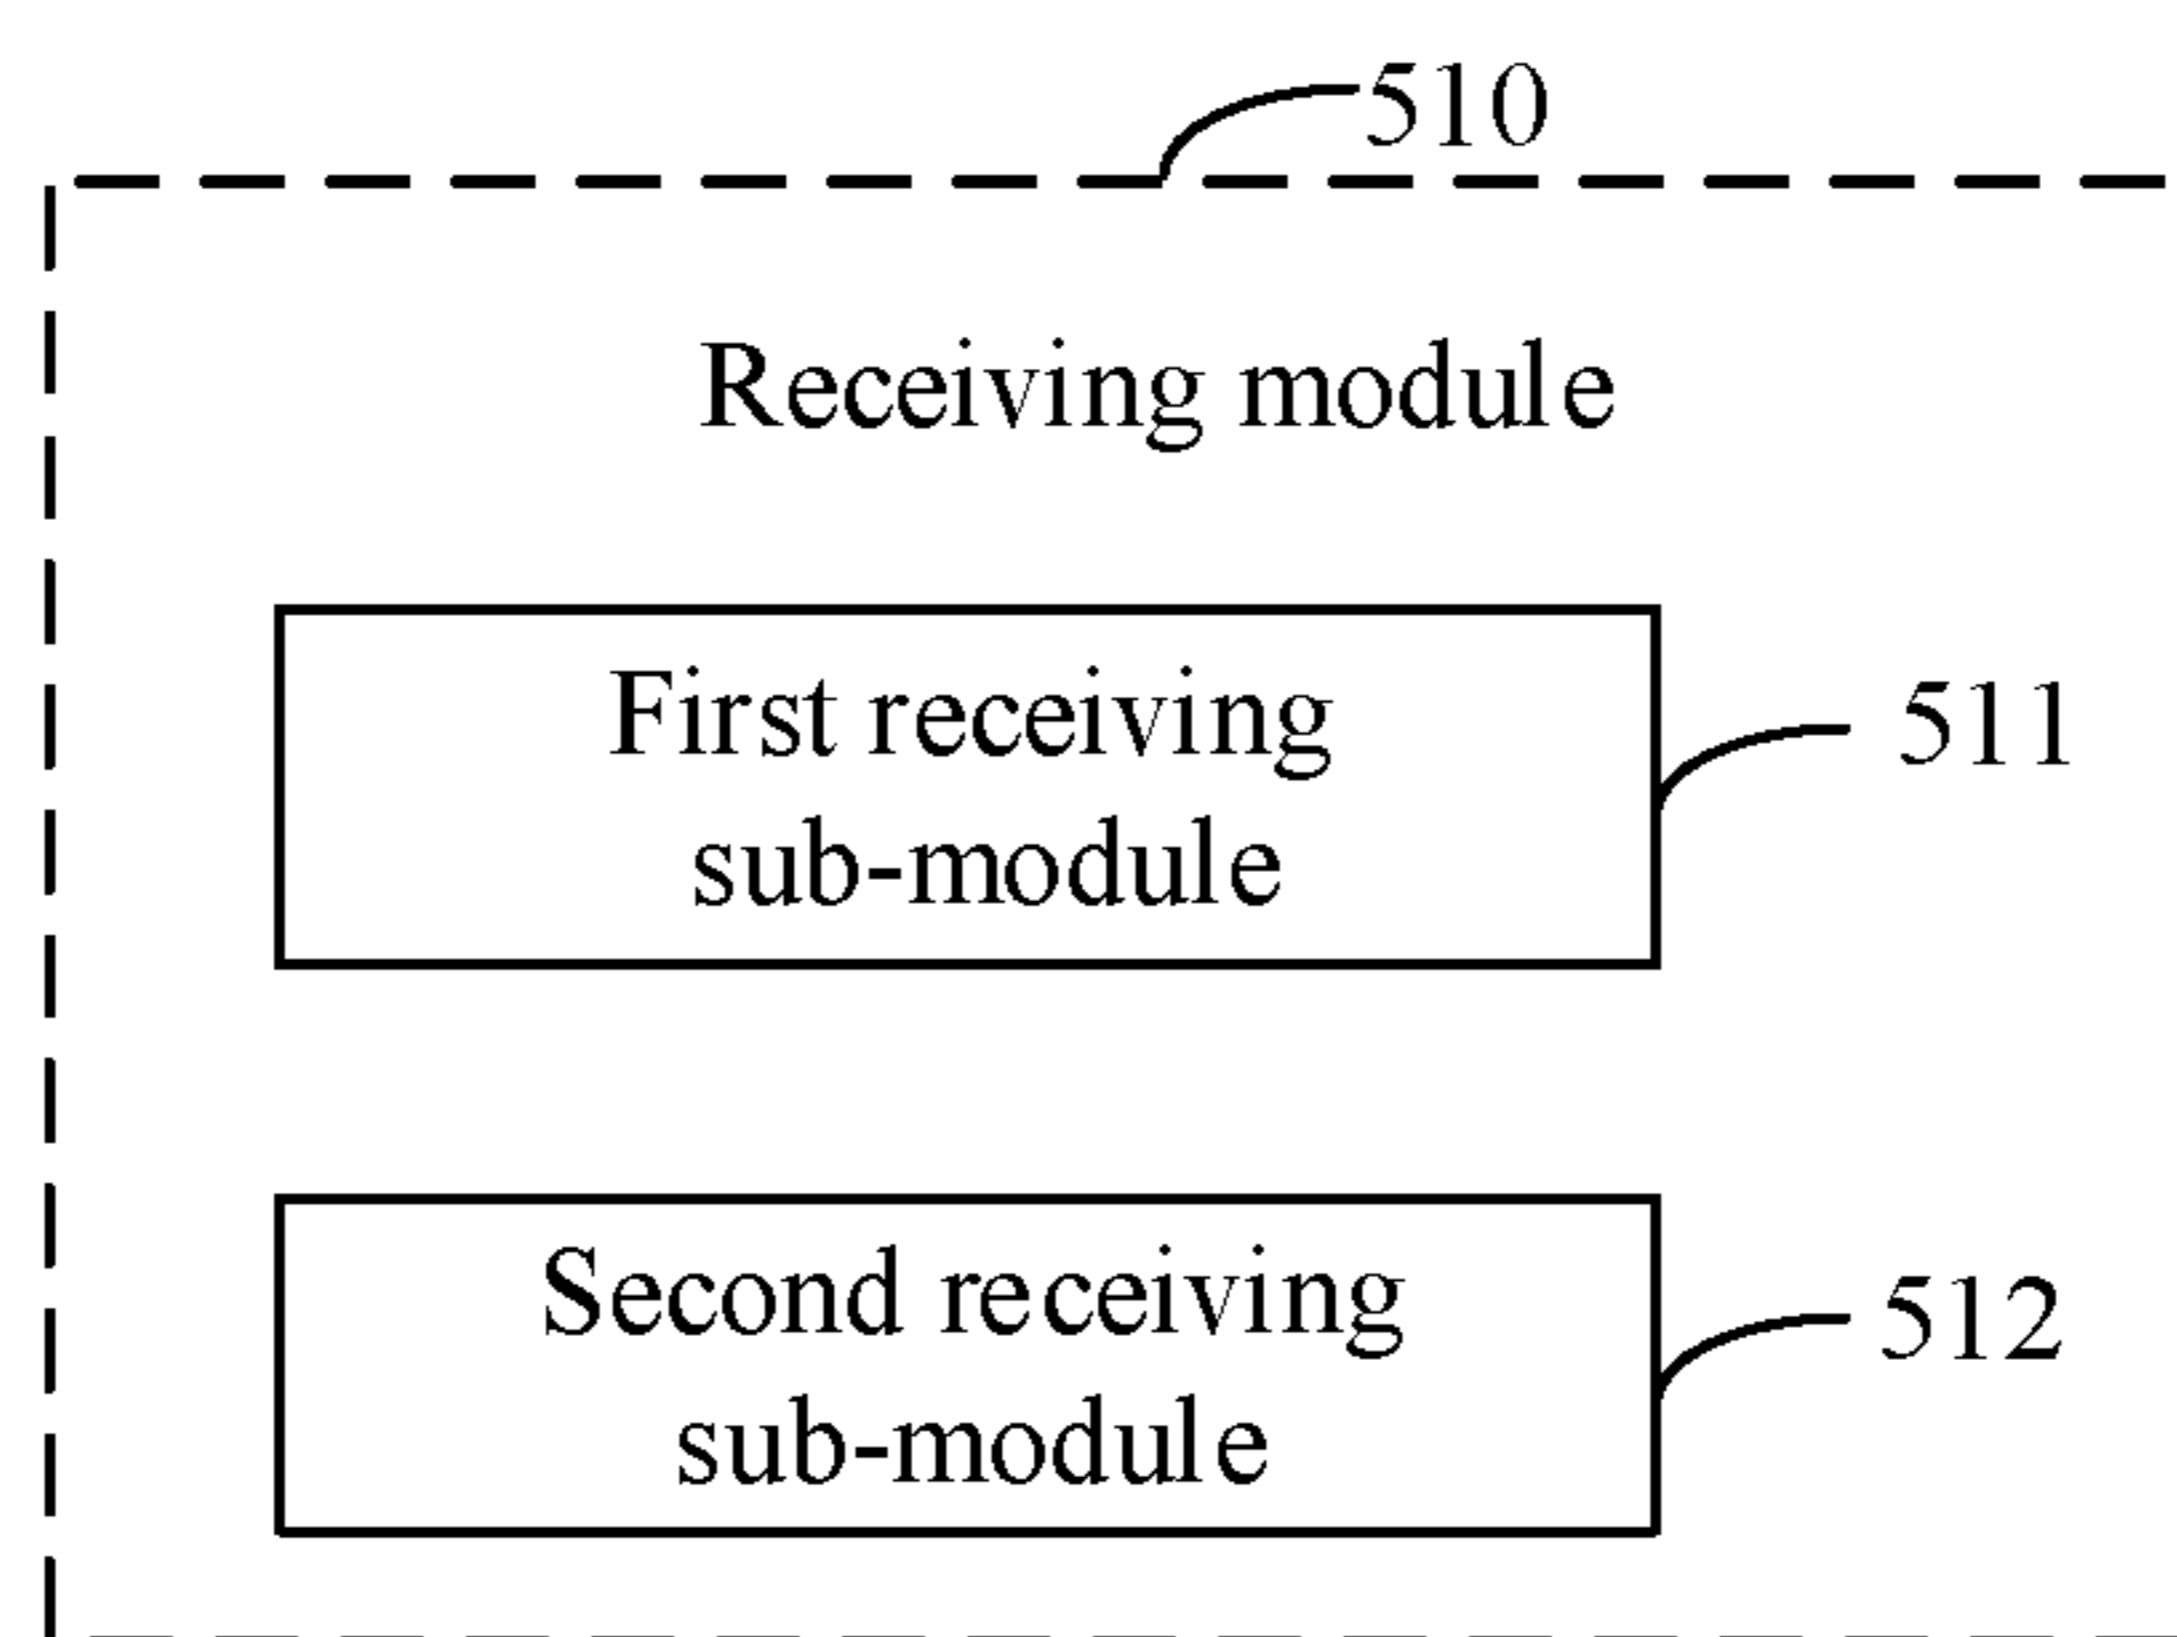 510
Receiving module
First receiving
sub-module
511
Second receiving
sub-module
512